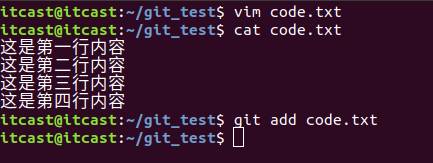 itcast@itcast:~/git_test$ vim code.txt
itcast@itcast:~/git_test$ cat code.txt
这是第一行内容
这是第二行内容
这是第三行内容
这是第四行内容
itcast@itcast:~/git_test$ git add code.txt
itcast@itcast:~/git_test$